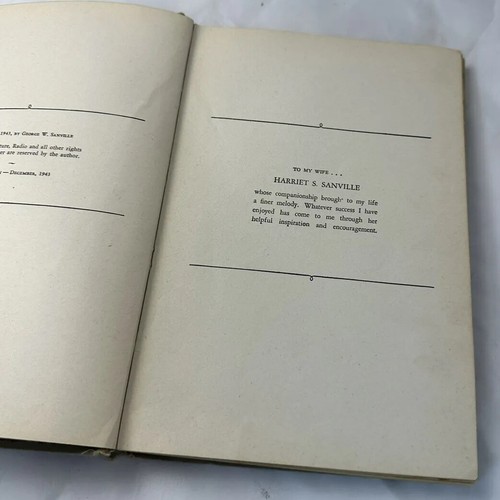 1943, BY GEORGE W. SANVILLE
Radio and all other rights
are reserved by the author.
— DECEMBER, 1943
TO MY WIFE...
HARRIET S. SANVILLE
whose companionship brought to my life
a finer melody. Whatever success I have
enjoyed has come to me through her
helpful inspiration and encouragement.